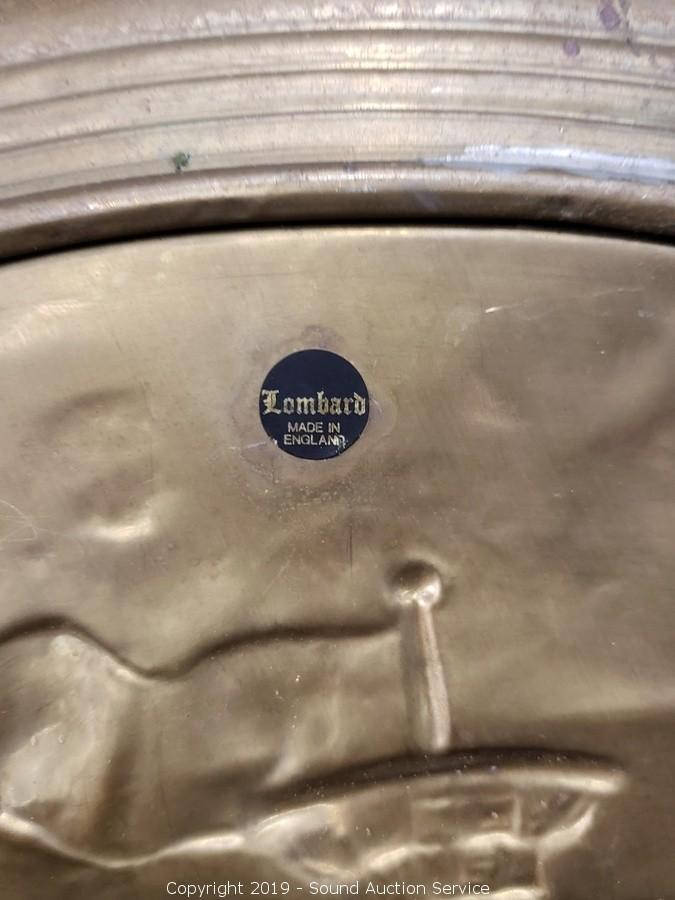 Lombard
MADE IN
ENGLAND
Copyright 2019 - Sound Auction Service